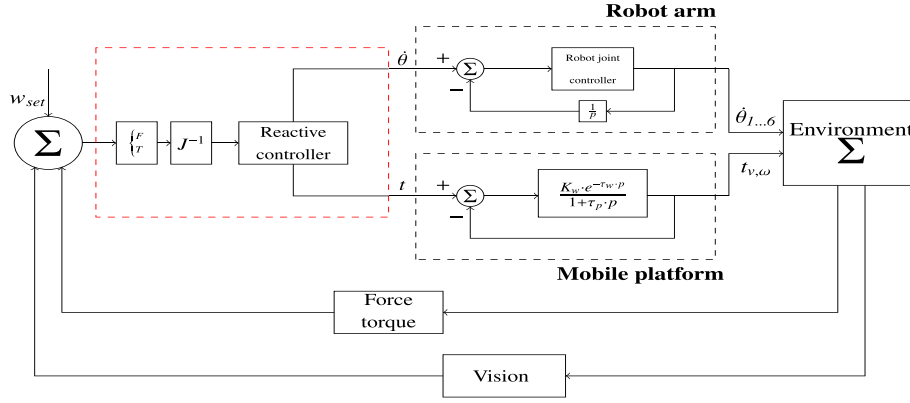 Robot arm
w_set
Σ
{F T
J⁻¹
Reactive
controller
θ̇
+
Σ
−
Robot joint
controller
1/p
θ̇₁...₆
Environment
Σ
t_v,ω
t
+
Σ
−
K_w·e^(−τ_w·p) / 1+τ_p·p
Mobile platform
Force
torque
Vision